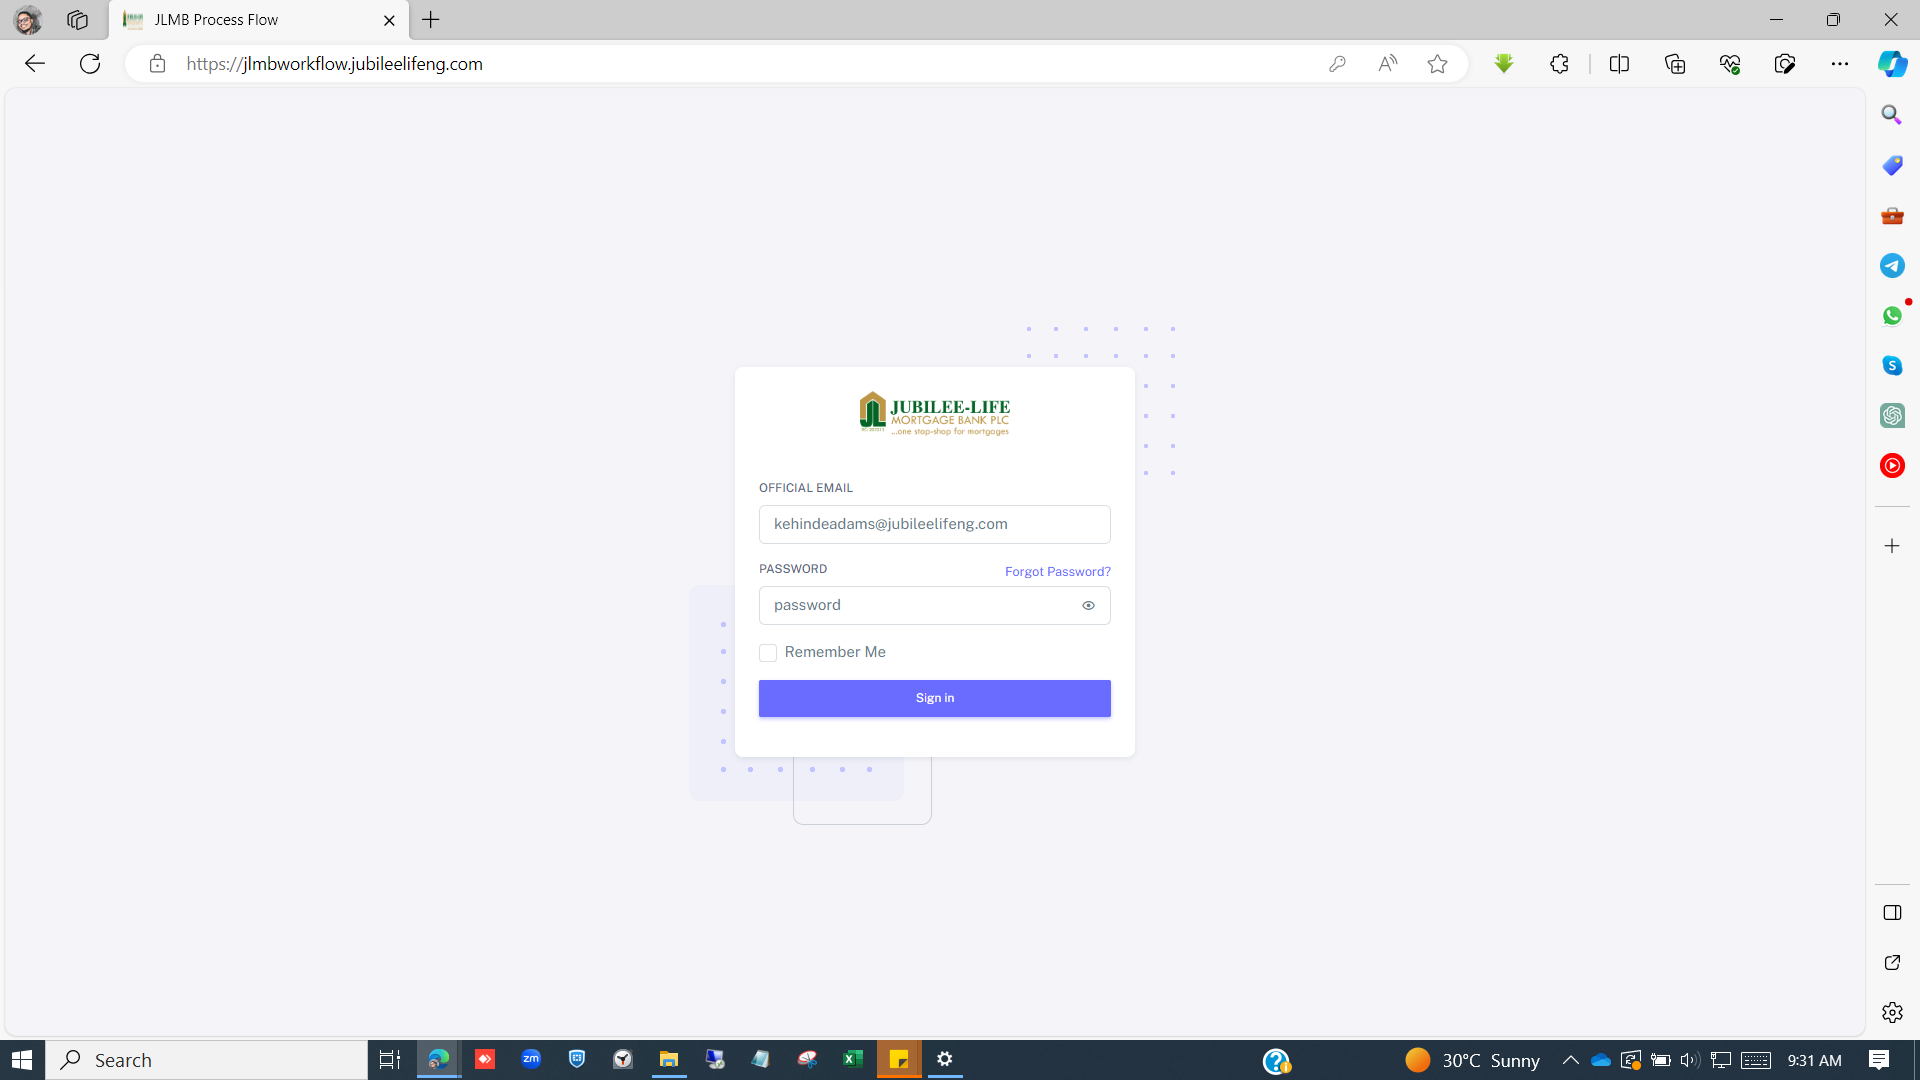 JLMB Process Flow
https://jlmbworkflow.jubileelifeng.com
JUBILEE-LIFE
MORTGAGE BANK PLC
...one stop-shop for mortgages
OFFICIAL EMAIL
kehindeadams@jubileelifeng.com
PASSWORD
Forgot Password?
password
Remember Me
Sign in
Search
zm
30°C Sunny
9:31 AM